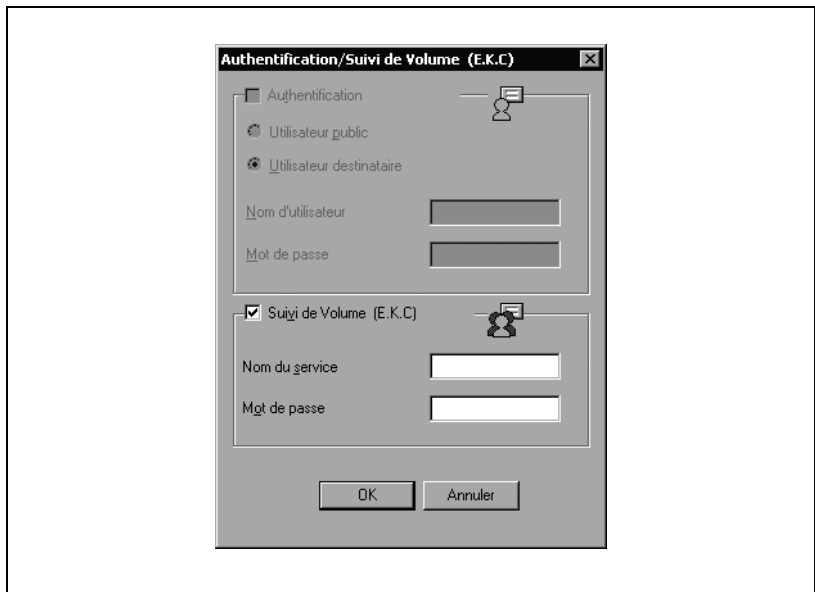 Authentification/Suivi de Volume (E.K.C)
Authentification
Utilisateur public
Utilisateur destinataire
Nom d'utilisateur
Mot de passe
Suivi de Volume (E.K.C)
Nom du service
Mot de passe
OK
Annuler